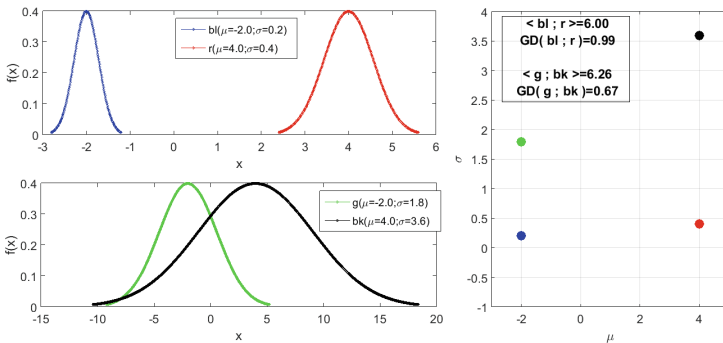 bl(μ=-2.0;σ=0.2)
r(μ=4.0;σ=0.4)
f(x)
0.4
0.3
0.2
0.1
0
-3 -2 -1 0 1 2 3 4 5 6
x
g(μ=-2.0;σ=1.8)
bk(μ=4.0;σ=3.6)
f(x)
0.4
0.3
0.2
0.1
0
-15 -10 -5 0 5 10 15 20
x
< bl ; r >=6.00
GD( bl ; r )=0.99
< g ; bk >=6.26
GD( g ; bk )=0.67
σ
4
3.5
3
2.5
2
1.5
1
0.5
0
-0.5
-1
-2 0 2 4
μ